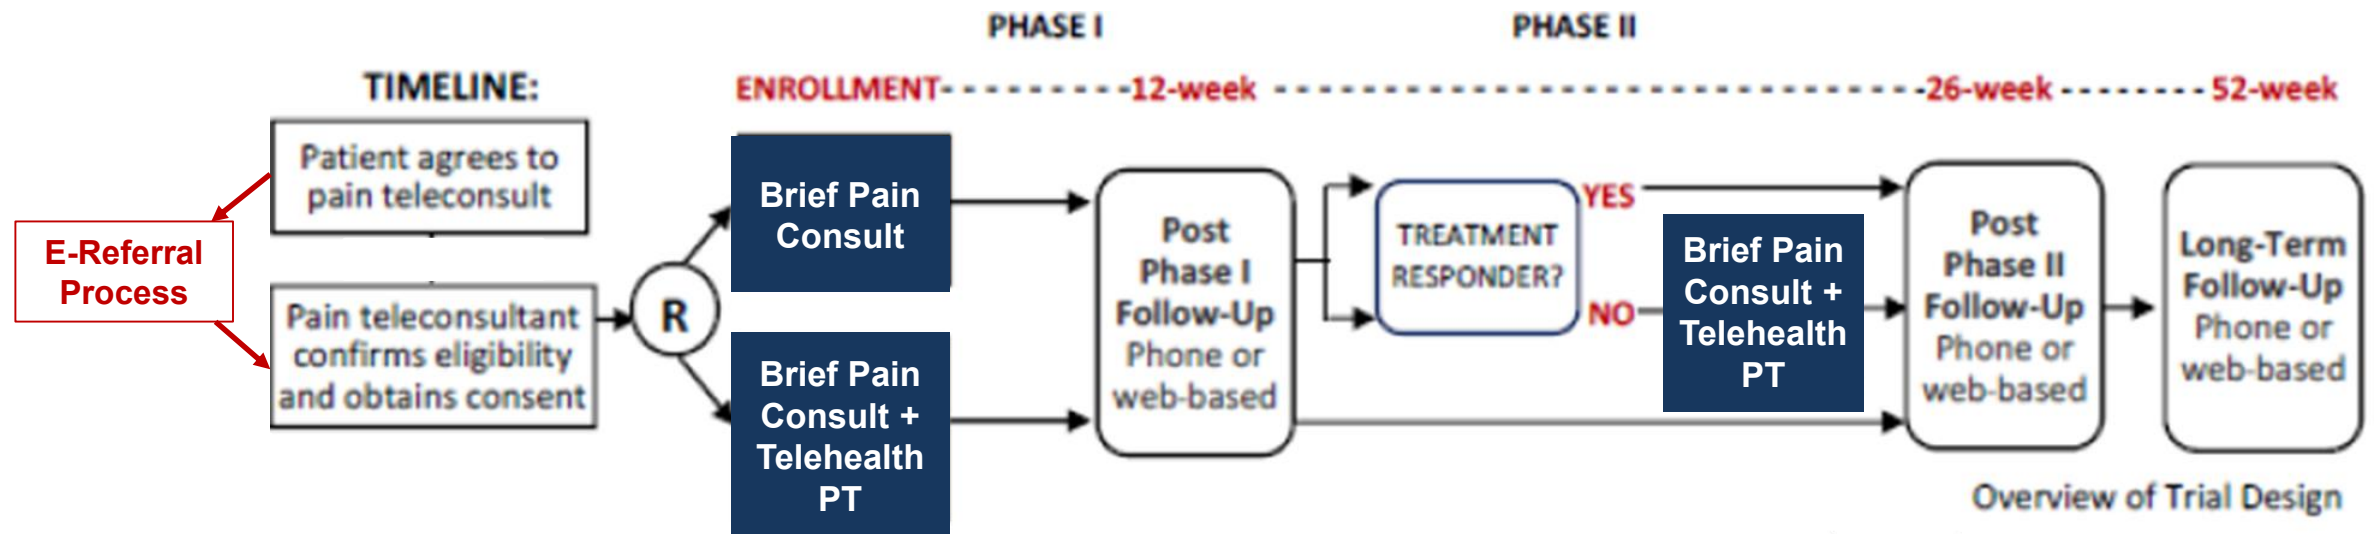 PHASE I
PHASE II
TIMELINE:
ENROLLMENT
12-week
26-week
52-week
Patient agrees to
pain teleconsult
E-Referral
Process
Pain teleconsultant
confirms eligibility
and obtains consent
R
Brief Pain
Consult
Brief Pain
Consult +
Telehealth
PT
Post
Phase I
Follow-Up
Phone or
web-based
TREATMENT
RESPONDER?
YES
NO
Brief Pain
Consult +
Telehealth
PT
Post
Phase II
Follow-Up
Phone or
web-based
Long-Term
Follow-Up
Phone or
web-based
Overview of Trial Design